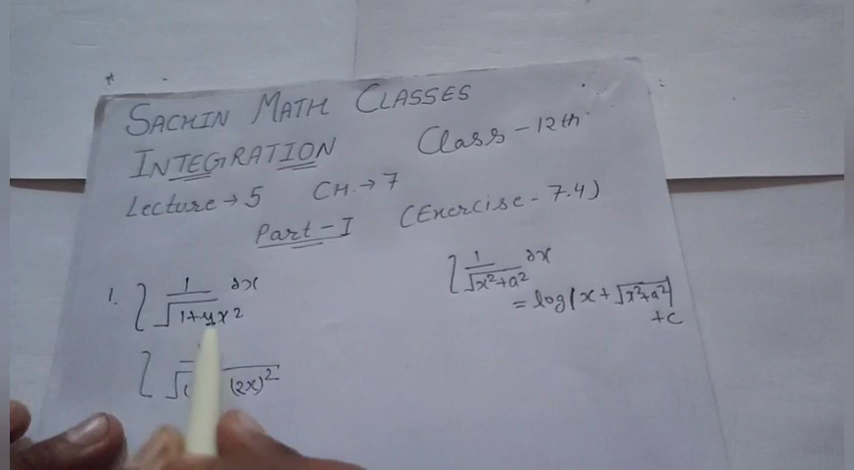 SACHIN MATH CLASSES
INTEGRATION Class - 12th
Lecture → 5 CH. → 7
Part - I (Exercise - 7.4)
1. ∫ 1/√(1+4x²) dx
∫ 1/√(x²+a²) dx
= log|x + √(x²+a²)|
+c
∫ √( (2x)²